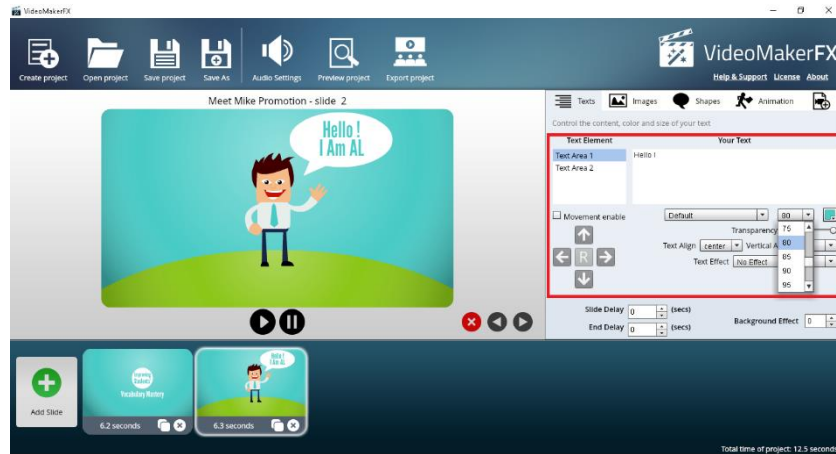 VideoMakerFX
Create project
Open project
Save project
Save As
Audio Settings
Preview project
Export project
VideoMakerFX
Help & Support License About
Meet Mike Promotion - slide 2
Hello !
I Am AL
Texts
Images
Shapes
Animation
Control the content, color and size of your text
Text Element
Your Text
Text Area 1
Hello !
Text Area 2
Movement enable
Default
80
Transparency
75
80
85
90
95
R
Text Align center Vertical A
Text Effect No Effect
Slide Delay 0 (secs)
End Delay 0 (secs)
Background Effect 0
Add Slide
Learning
Vocabulary Mastery
6.2 seconds
Hello !
I Am AL
6.3 seconds
Total time of project: 12.5 seconds